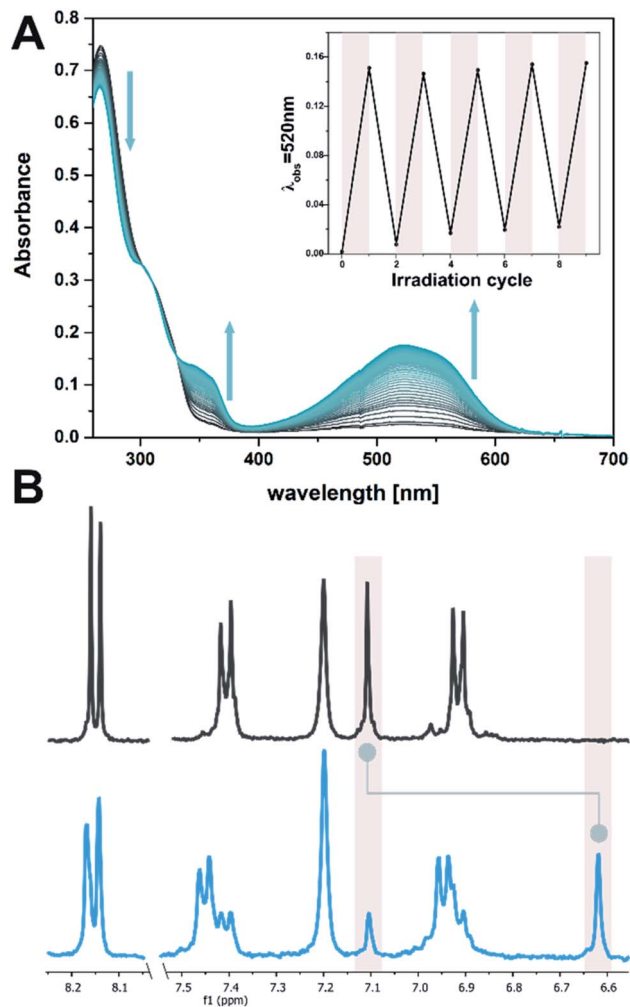 A
Absorbance
0.8
0.7
0.6
0.5
0.4
0.3
0.2
0.1
0.0
300 400 500 600 700
wavelength [nm]
λobs=520nm
0.16
0.12
0.08
0.04
0.00
0 2 4 6 8
Irradiation cycle
B
8.2 8.1 7.5 7.4 7.3 7.2 7.1 7.0 6.9 6.8 6.7 6.6
f1 (ppm)